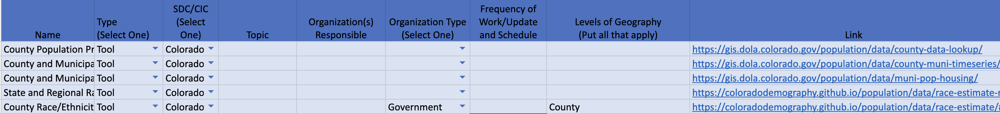 Name
Type
(Select One)
SDC/CIC
(Select
One)
Topic
Organization(s)
Responsible
Organization Type
(Select One)
Frequency of
Work/Update
and Schedule
Levels of Geography
(Put all that apply)
Link
County Population Pr Tool Colorado https://gis.dola.colorado.gov/population/data/county-data-lookup/
County and Municipa Tool Colorado https://gis.dola.colorado.gov/population/data/county-muni-timeseries/
County and Municipa Tool Colorado https://gis.dola.colorado.gov/population/data/muni-pop-housing/
State and Regional Ra Tool Colorado https://coloradodemography.github.io/population/data/race-estimate-r
County Race/Ethnicit Tool Colorado Government County https://coloradodemography.github.io/population/data/race-estimate/#